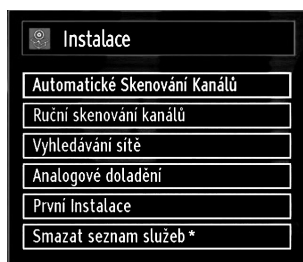 Instalace
Automatické Skenování Kanálů
Ruční skenování kanálů
Vyhledávání sítě
Analogové doladění
První Instalace
Smazat seznam služeb *